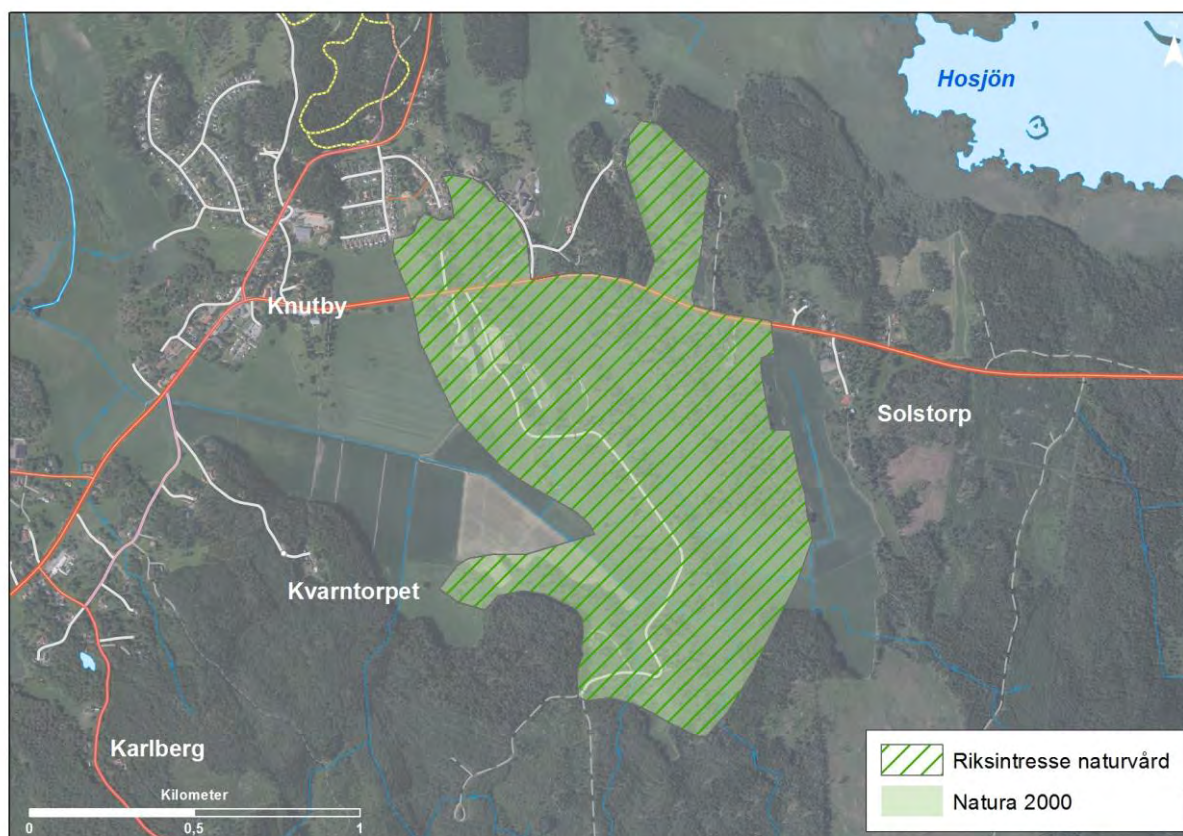 Hosjön
Knutby
Solstorp
Kvarntorpet
Karlberg
Kilometer
0 0,5 1
Riksintresse naturvård
Natura 2000